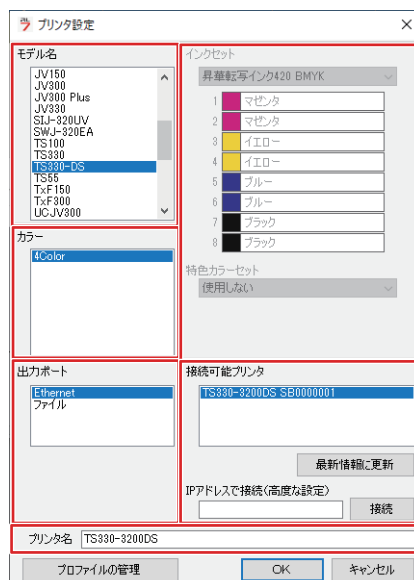 プリンタ設定
モデル名
JV150
JV300
JV300 Plus
JV330
SIJ-320UV
SWJ-320EA
TS100
TS330
TS330-DS
TS55
TxF150
TxF300
UCJV300
カラー
4Color
出力ポート
Ethernet
ファイル
インクセット
昇華転写インク420 BMYK
1 マゼンタ
2 マゼンタ
3 イエロー
4 イエロー
5 ブルー
6 ブルー
7 ブラック
8 ブラック
特色カラーセット
使用しない
接続可能プリンタ
TS330-3200DS SB0000001
最新情報に更新
IPアドレスで接続(高度な設定)
接続
プリンタ名 TS330-3200DS
プロファイルの管理 OK キャンセル